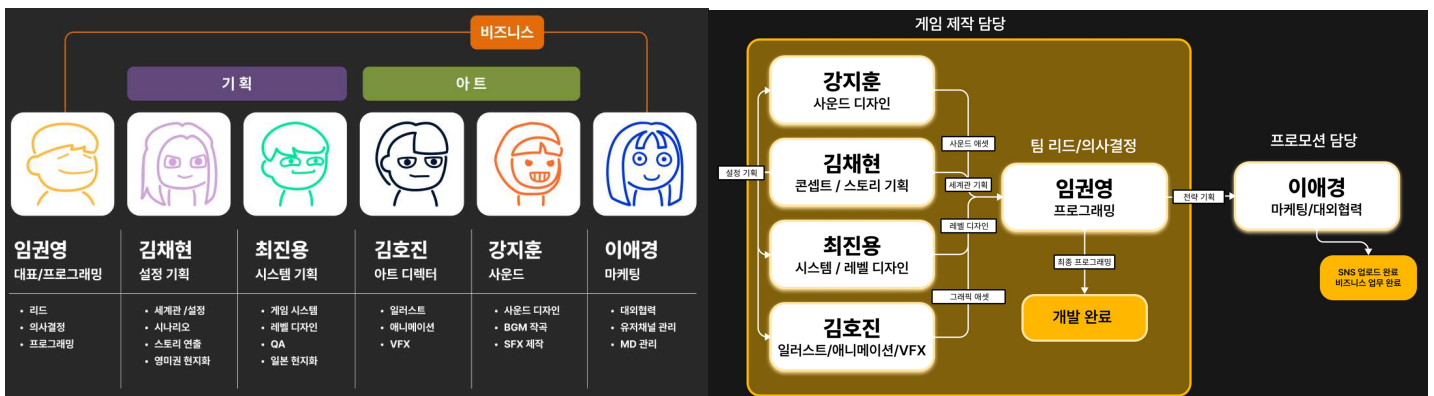 비즈니스
기 획
아 트
임권영
대표/프로그래밍
• 리드
• 의사결정
• 프로그래밍
김채현
설정 기획
• 세계관 /설정
• 시나리오
• 스토리 연출
• 영미권 현지화
최진용
시스템 기획
• 게임 시스템
• 레벨 디자인
• QA
• 일본 현지화
김호진
아트 디렉터
• 일러스트
• 애니메이션
• VFX
강지훈
사운드
• 사운드 디자인
• BGM 작곡
• SFX 제작
이애경
마케팅
• 대외협력
• 유저채널 관리
• MD 관리
게임 제작 담당
강지훈
사운드 디자인
김채현
콘셉트 / 스토리 기획
최진용
시스템 / 레벨 디자인
김호진
일러스트/애니메이션/VFX
설정 기획
사운드 애셋
세계관 기획
레벨 디자인
그래픽 애셋
팀 리드/의사결정
임권영
프로그래밍
최종 프로그래밍
개발 완료
전략 기획
프로모션 담당
이애경
마케팅/대외협력
SNS 업로드 완료
비즈니스 업무 완료